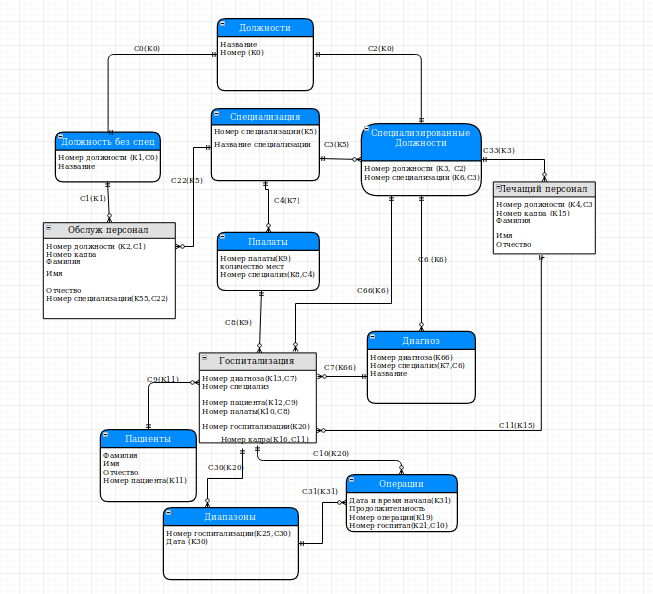 Должности
Название
Номер (K0)
C0(K0)
C2(K0)
Специализация
Номер специализации(K5)
Название специализации
C3(K5)
Специализированные
Должности
Номер должности (K3, C2)
Номер специализации (K6,C3)
C33(K3)
Должность без спец
Номер должности (K1,C0)
Название
C22(K5)
C1(K1)
C4(K7)
Лечащий персонал
Номер должности (K4,C3
Номер кадра (K15)
Фамилия
Имя
Отчество
Обслуж персонал
Номер должности (K2,C1)
Номер кадра
Фамилия
Имя
Отчество
Номер специализации(K55,C22)
Ппалаты
Номер палаты(K9)
количество мест
Номер специализ(K8,C4)
C6 (K6)
C66(K6)
C8(K9)
Диагноз
Номер диагноза(K66)
Номер специализ(K7,C6)
Название
Госпитализация
Номер диагноза(K13,C7)
Номер специализ
Номер пациента(K12,C9)
Номер палаты(K10,C8)
Номер госпитализации(K20)
Номер кадра(K16,C11)
C7(K66)
C9(K11)
C11(K15)
Пациенты
Фамилия
Имя
Отчество
Номер пациента(K11)
C10(K20)
C30(K20)
C31(K31)
Операции
Дата и время начала(K31)
Продолжительность
Номер операции(K19)
Номер госпитал(K21,C10)
Диапазоны
Номер госпитализации(K25,C30)
Дата (K30)